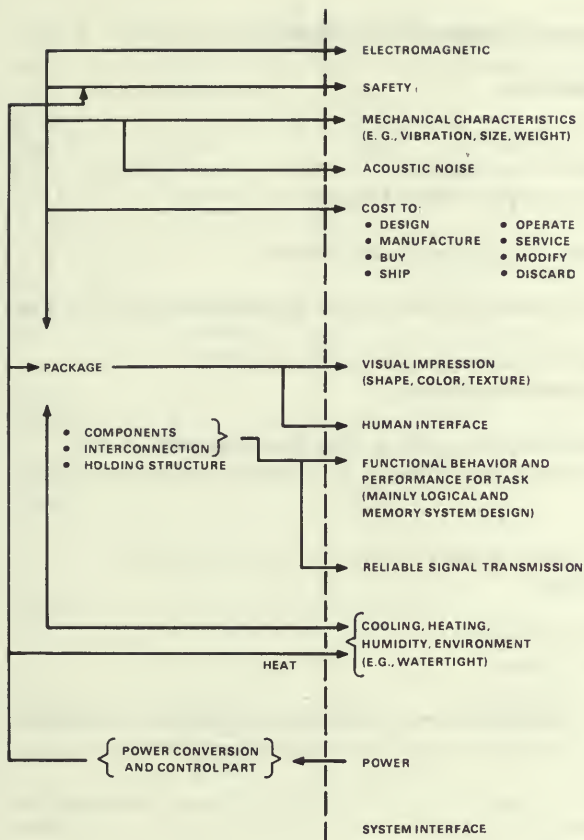 ELECTROMAGNETIC
SAFETY
MECHANICAL CHARACTERISTICS
(E. G., VIBRATION, SIZE, WEIGHT)
ACOUSTIC NOISE
COST TO:
• DESIGN • OPERATE
• MANUFACTURE • SERVICE
• BUY • MODIFY
• SHIP • DISCARD
PACKAGE
VISUAL IMPRESSION
(SHAPE, COLOR, TEXTURE)
HUMAN INTERFACE
• COMPONENTS
• INTERCONNECTION
• HOLDING STRUCTURE
FUNCTIONAL BEHAVIOR AND
PERFORMANCE FOR TASK
(MAINLY LOGICAL AND
MEMORY SYSTEM DESIGN)
RELIABLE SIGNAL TRANSMISSION
COOLING, HEATING,
HUMIDITY, ENVIRONMENT
(E.G., WATERTIGHT)
HEAT
POWER CONVERSION
AND CONTROL PART
POWER
SYSTEM INTERFACE